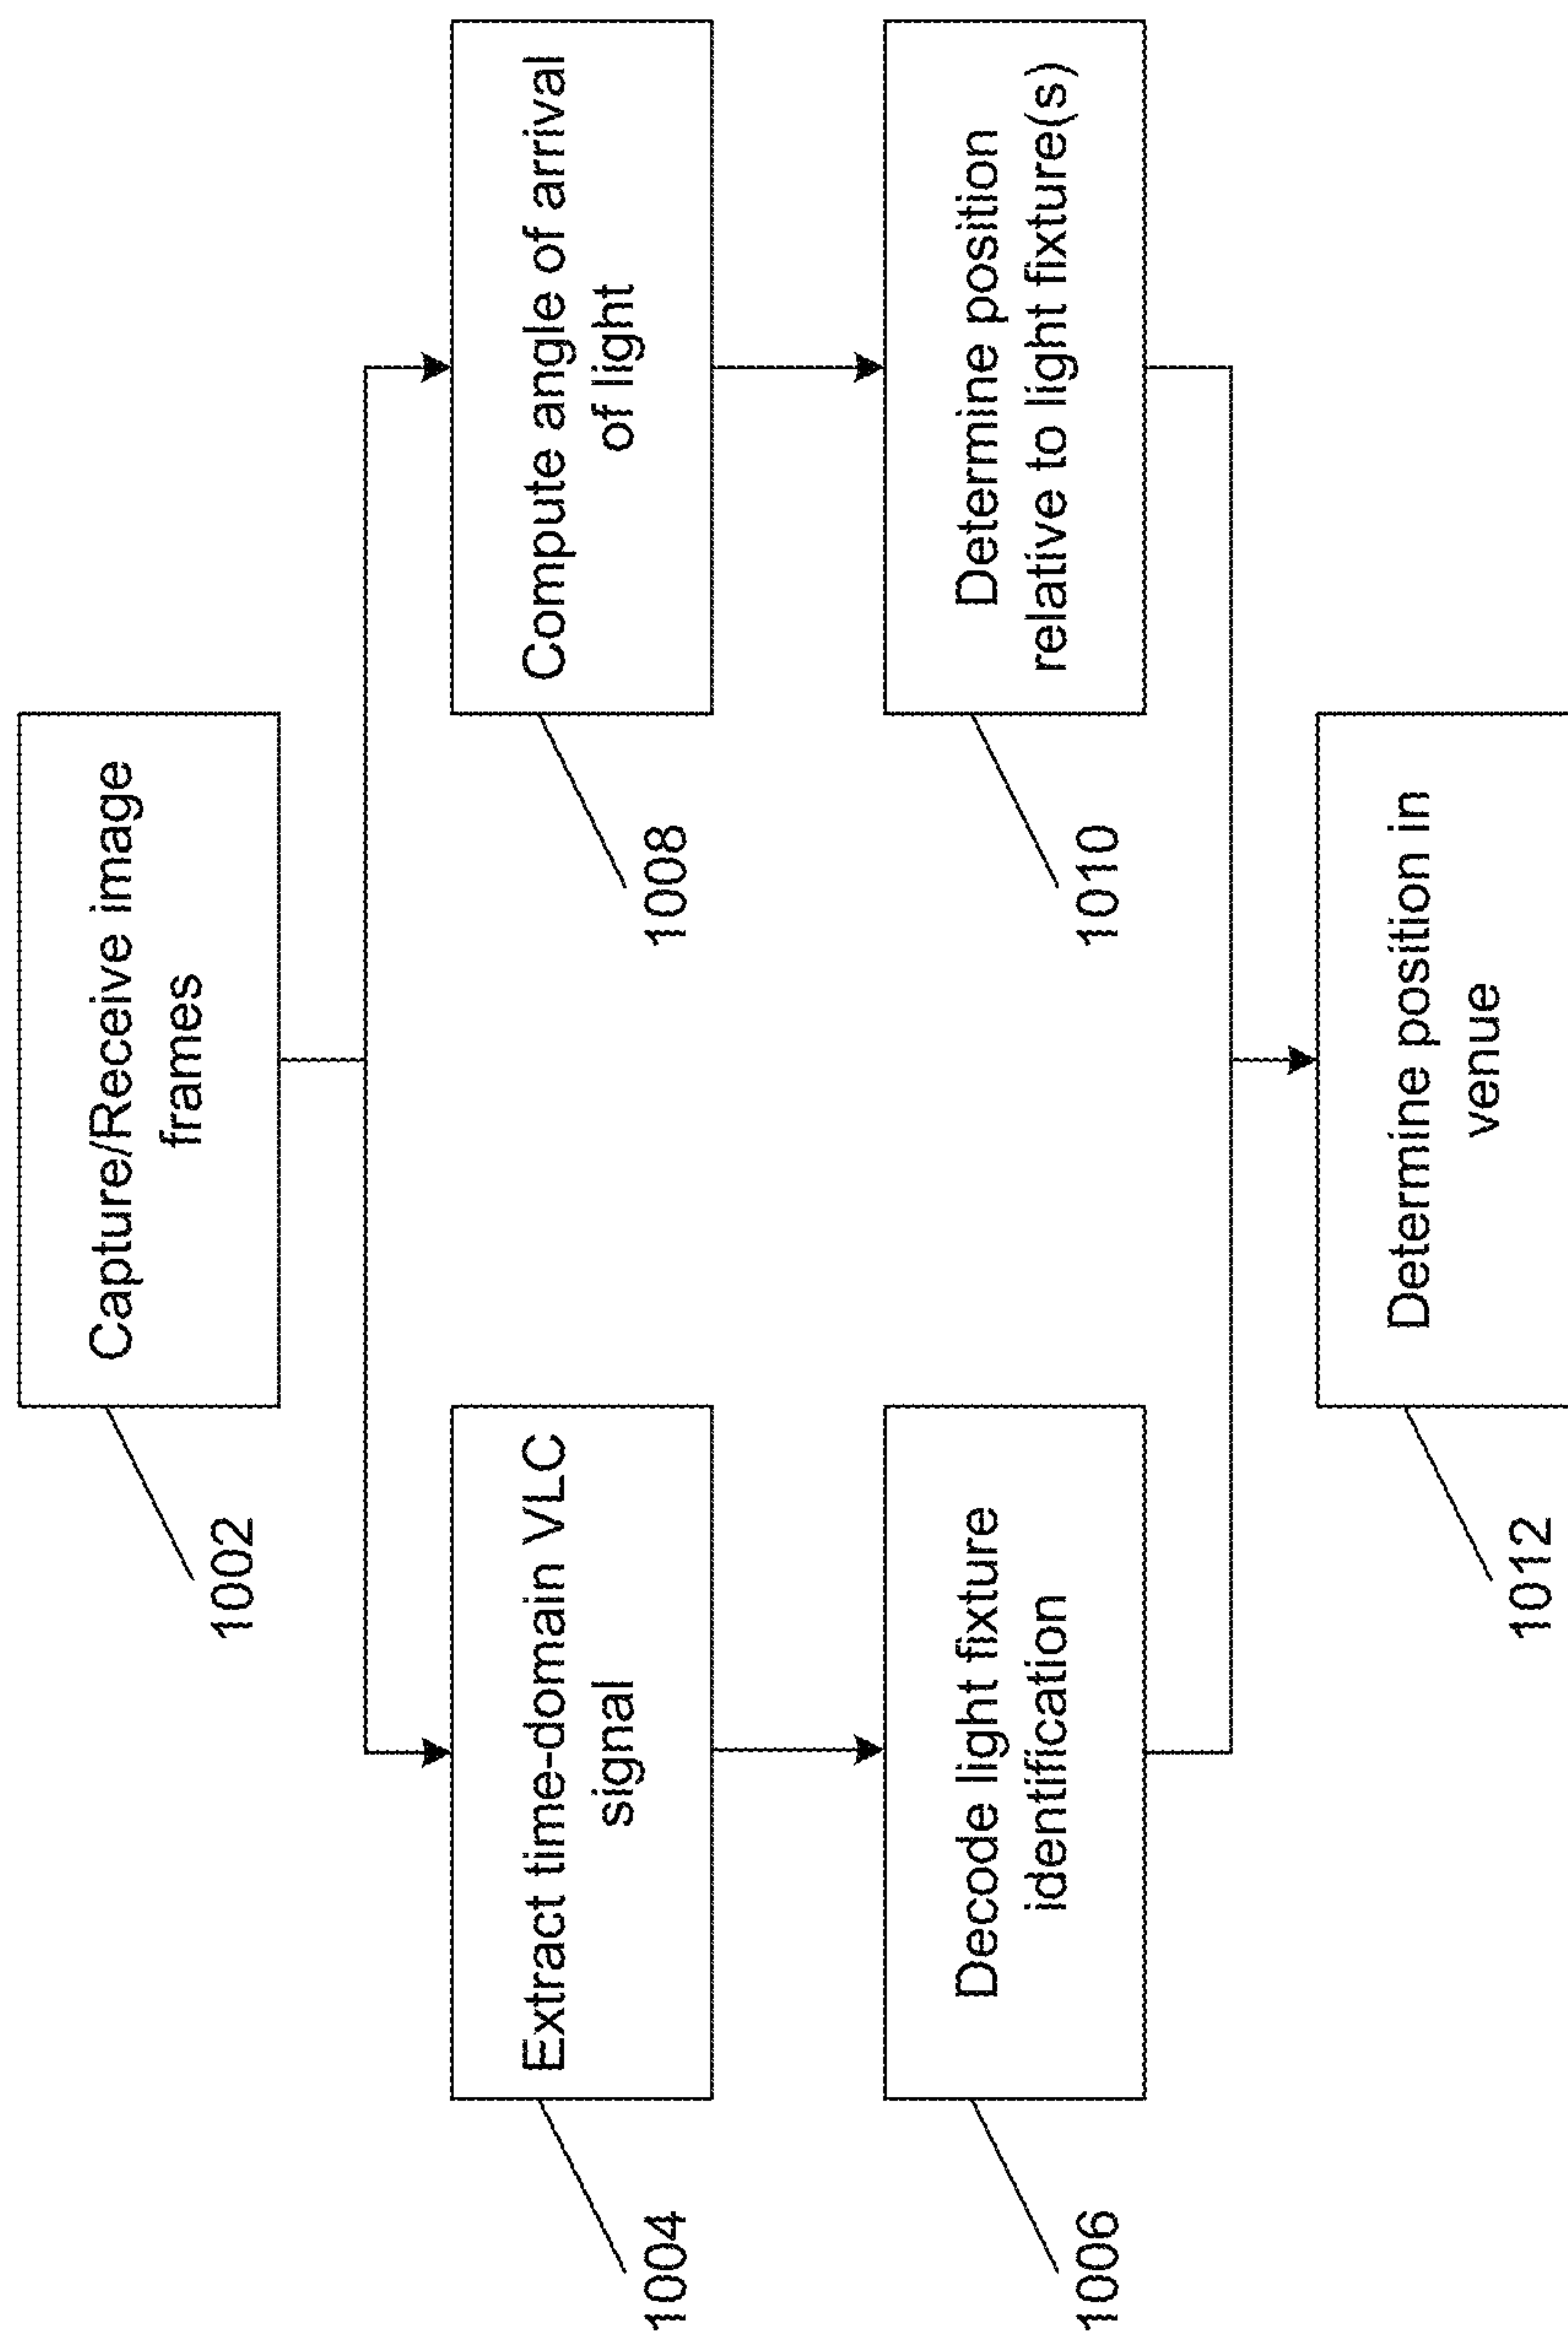 Capture/Receive image
frames
1002
Extract time-domain VLC
signal
1004
Decode light fixture
identification
1006
Compute angle of arrival
of light
1008
Determine position
relative to light fixture(s)
1010
Determine position in
venue
1012